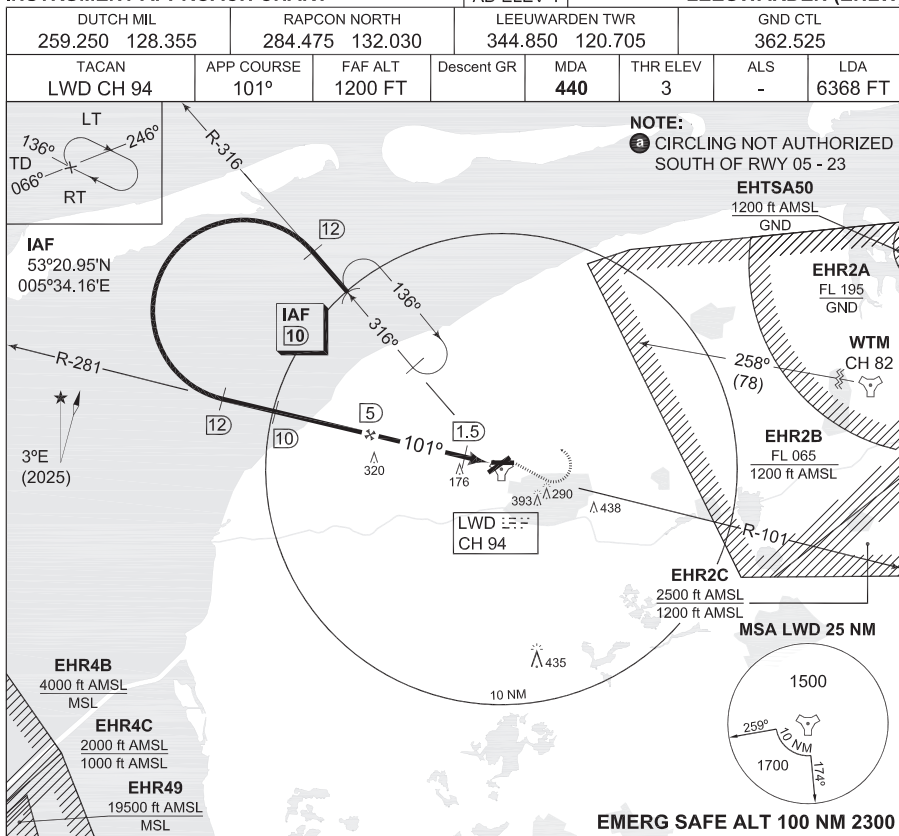 DUTCH MIL
259.250 128.355
RAPCON NORTH
284.475 132.030
LEEUWARDEN TWR
344.850 120.705
GND CTL
362.525
TACAN
LWD CH 94
APP COURSE
101º
FAF ALT
1200 FT
Descent GR
MDA
440
THR ELEV
3
ALS
-
LDA
6368 FT
LT
136º
246º
TD
066º
RT
R-316
NOTE:
a CIRCLING NOT AUTHORIZED
SOUTH OF RWY 05 - 23
EHTSA50
1200 ft AMSL
GND
IAF
53º20.95'N
005º34.16'E
12
IAF
10
136º
316º
EHR2A
FL 195
GND
WTM
CH 82
258º
(78)
R-281
12
10
5
101º
1.5
3ºE
(2025)
320
176
393
290
438
EHR2B
FL 065
1200 ft AMSL
LWD
CH 94
R-101
EHR2C
2500 ft AMSL
1200 ft AMSL
435
10 NM
MSA LWD 25 NM
1500
259º
10 NM
1700
174º
EHR4B
4000 ft AMSL
MSL
EHR4C
2000 ft AMSL
1000 ft AMSL
EHR49
19500 ft AMSL
MSL
EMERG SAFE ALT 100 NM 2300